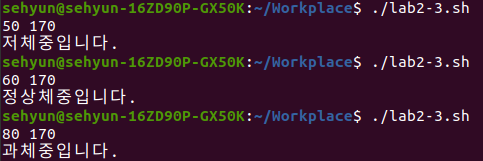 sehyun@sehyun-16ZD90P-GX50K:~/Workplace$ ./lab2-3.sh
50 170
저체중입니다.
sehyun@sehyun-16ZD90P-GX50K:~/Workplace$ ./lab2-3.sh
60 170
정상체중입니다.
sehyun@sehyun-16ZD90P-GX50K:~/Workplace$ ./lab2-3.sh
80 170
과체중입니다.